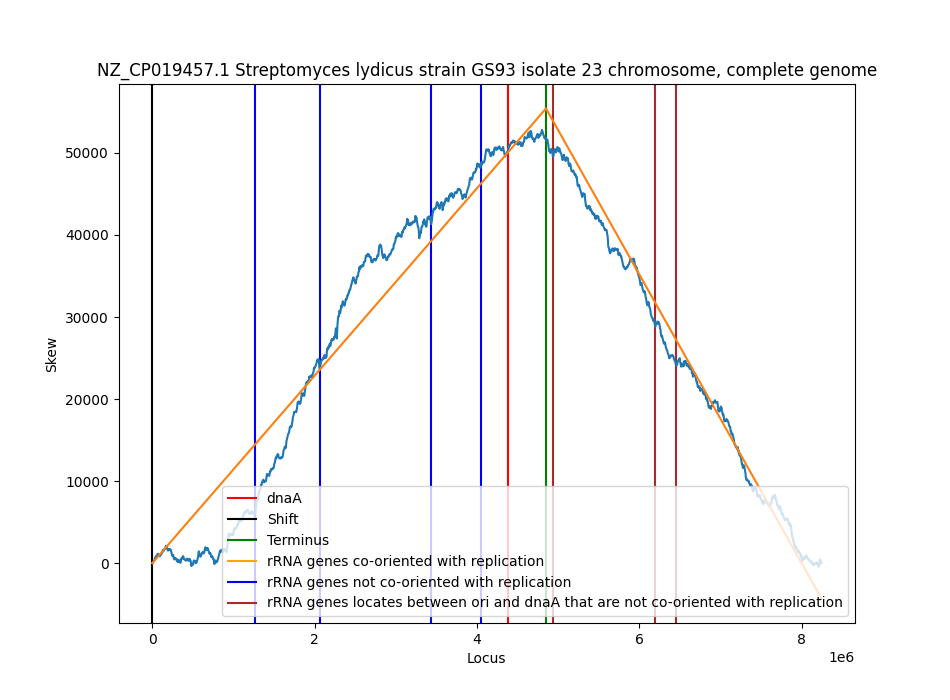 NZ_CP019457.1 Streptomyces lydicus strain GS93 isolate 23 chromosome, complete genome
Skew
50000
40000
30000
20000
10000
0
dnaA
Shift
Terminus
rRNA genes co-oriented with replication
rRNA genes not co-oriented with replication
rRNA genes locates between ori and dnaA that are not co-oriented with replication
0 2 4 6 8
1e6
Locus